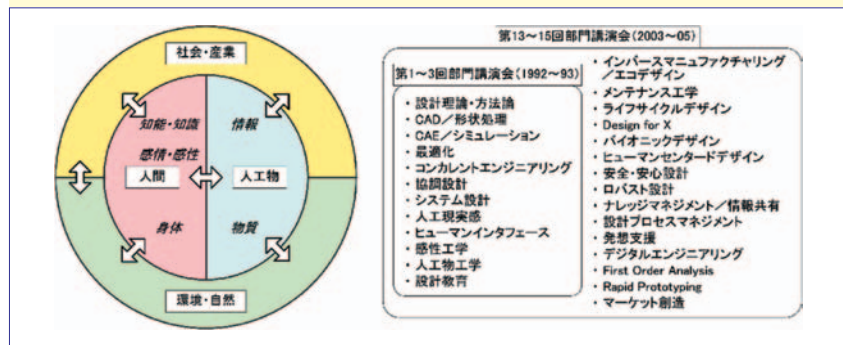 社会・産業
知能・知識
情報
感情・感性
人間
人工物
身体
物質
環境・自然
第13～15回部門講演会(2003～05)
第1～3回部門講演会(1992～93)
・ 設計理論・方法論
・ CAD／形状処理
・ CAE／シミュレーション
・ 最適化
・ コンカレントエンジニアリング
・ 協調設計
・ システム設計
・ 人工現実感
・ ヒューマンインタフェース
・ 感性工学
・ 人工物工学
・ 設計教育
・ インバースマニュファクチャリング
／エコデザイン
・ メンテナンス工学
・ ライフサイクルデザイン
・ Design for X
・ バイオニックデザイン
・ ヒューマンセンタードデザイン
・ 安全・安心設計
・ ロバスト設計
・ ナレッジマネジメント／情報共有
・ 設計プロセスマネジメント
・ 発想支援
・ デジタルエンジニアリング
・ First Order Analysis
・ Rapid Prototyping
・ マーケット創造